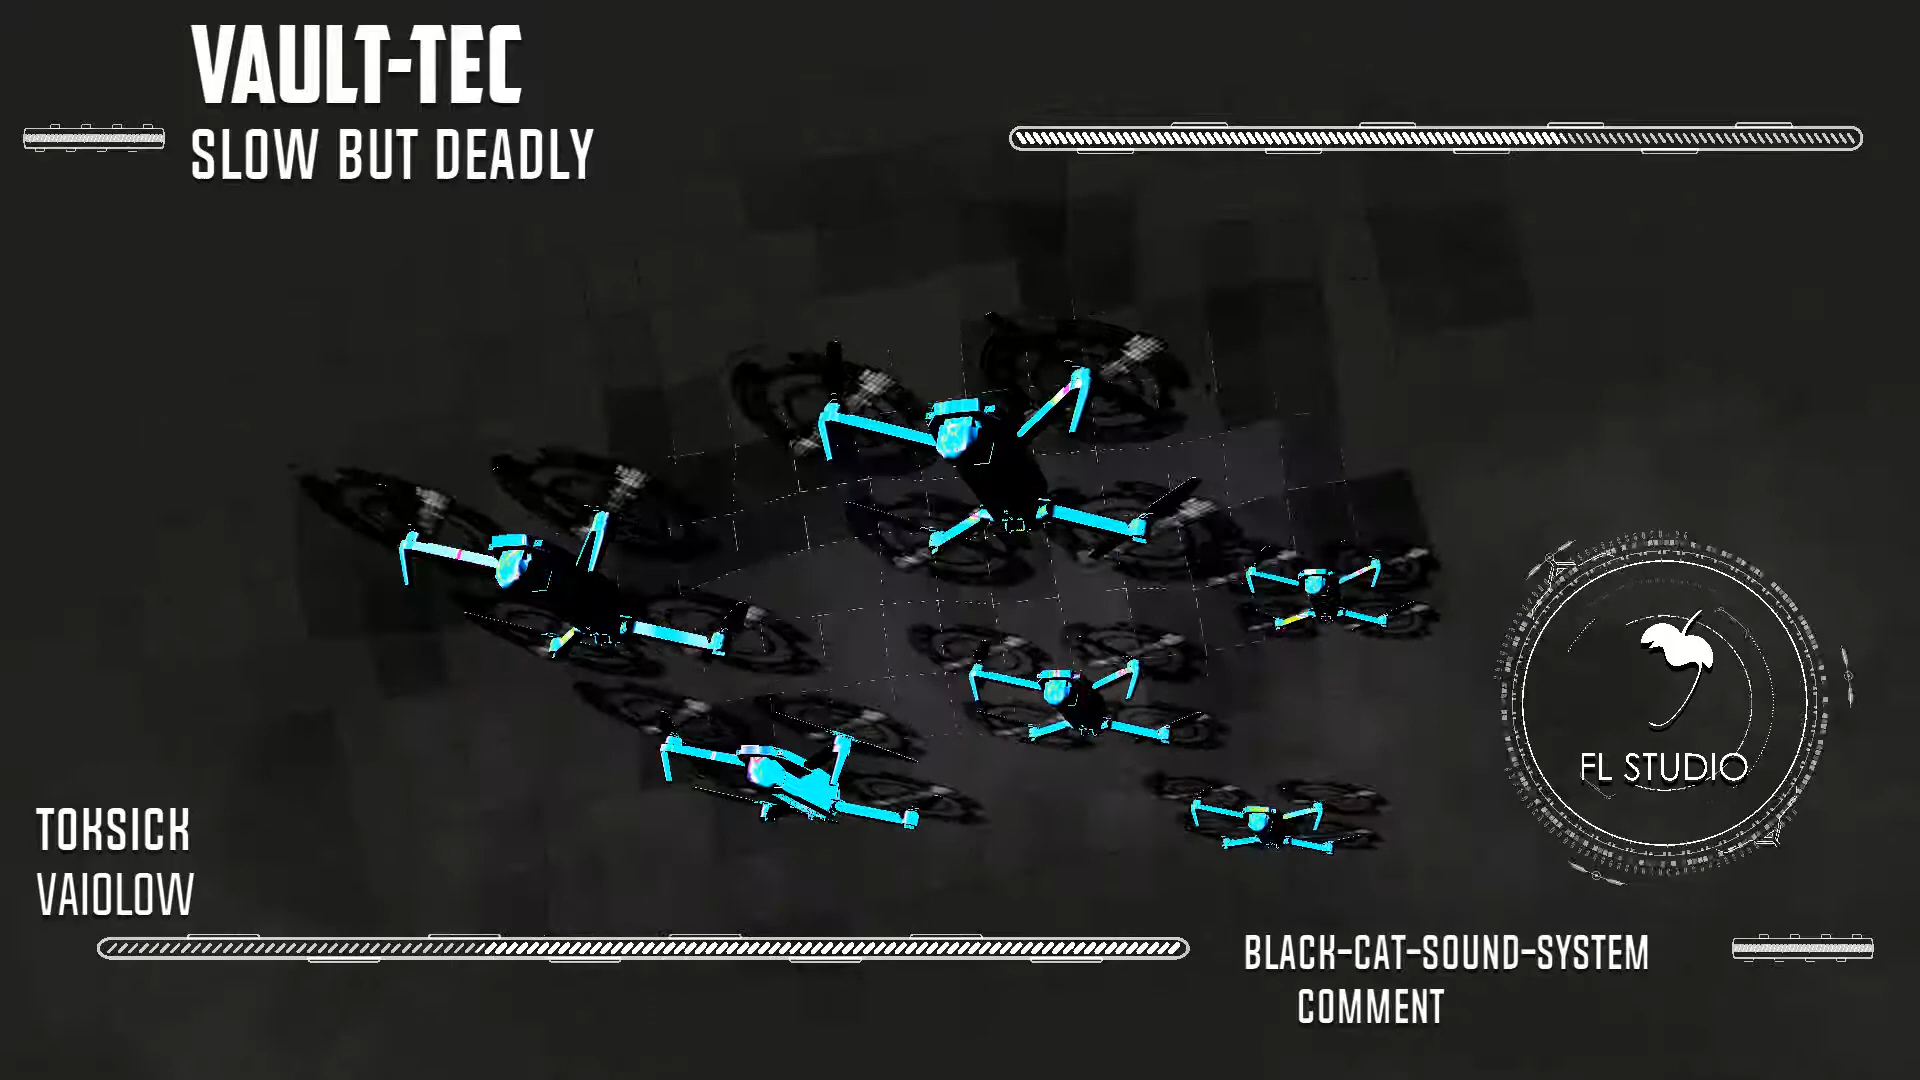 VAULT-TEC
SLOW BUT DEADLY
TOKSICK
VAIOLOW
FL STUDIO
BLACK-CAT-SOUND-SYSTEM
COMMENT